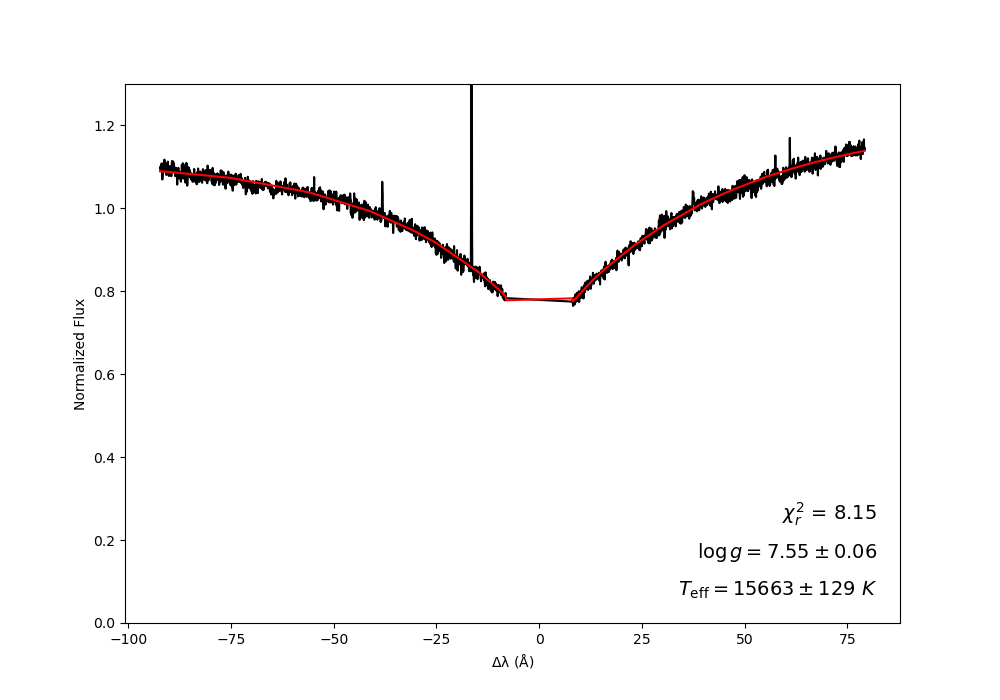 1.2
1.0
0.8
0.6
0.4
0.2
0.0
Normalized Flux
χ²ᵣ = 8.15
log g = 7.55 ± 0.06
T_eff = 15663 ± 129 K
−100 −75 −50 −25 0 25 50 75
Δλ (Å)